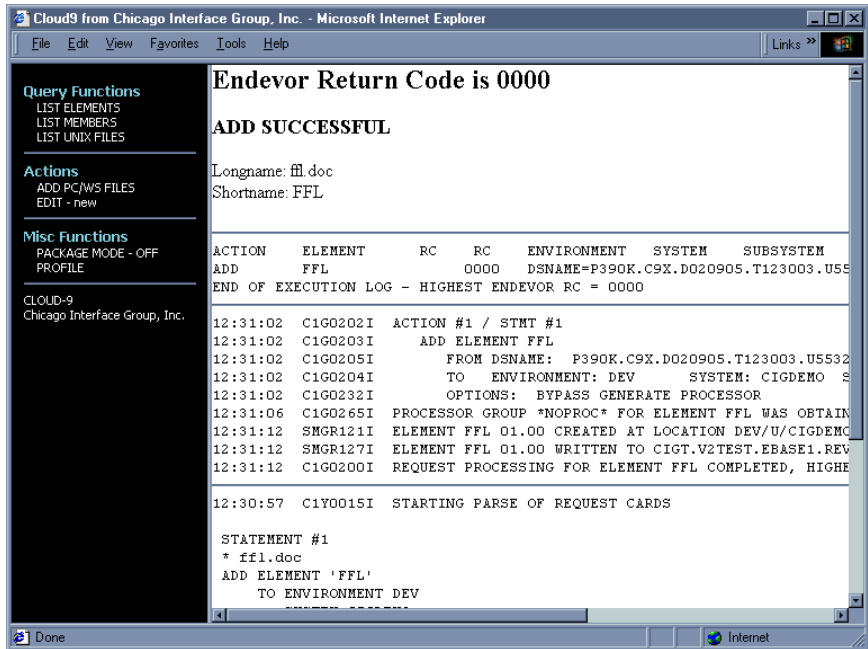 Cloud9 from Chicago Interface Group, Inc. - Microsoft Internet Explorer
File Edit View Favorites Tools Help
Links »
Query Functions
LIST ELEMENTS
LIST MEMBERS
LIST UNIX FILES
Actions
ADD PC/WS FILES
EDIT - new
Misc Functions
PACKAGE MODE - OFF
PROFILE
CLOUD-9
Chicago Interface Group, Inc.
Endevor Return Code is 0000
ADD SUCCESSFUL
Longname: ffl.doc
Shortname: FFL
ACTION ELEMENT RC RC ENVIRONMENT SYSTEM SUBSYSTEM
ADD FFL 0000 DSNAME=P390K.C9X.D020905.T123003.U55
END OF EXECUTION LOG - HIGHEST ENDEVOR RC = 0000
12:31:02 C1G0202I ACTION #1 / STMT #1
12:31:02 C1G0203I ADD ELEMENT FFL
12:31:02 C1G0205I FROM DSNAME: P390K.C9X.D020905.T123003.U5532
12:31:02 C1G0204I TO ENVIRONMENT: DEV SYSTEM: CIGDEMO S
12:31:02 C1G0232I OPTIONS: BYPASS GENERATE PROCESSOR
12:31:06 C1G0265I PROCESSOR GROUP *NOPROC* FOR ELEMENT FFL WAS OBTAIN
12:31:12 SMGR121I ELEMENT FFL 01.00 CREATED AT LOCATION DEV/U/CIGDEMO
12:31:12 SMGR127I ELEMENT FFL 01.00 WRITTEN TO CIGT.V2TEST.EBASE1.REV
12:31:12 C1G0200I REQUEST PROCESSING FOR ELEMENT FFL COMPLETED, HIGHE
12:30:57 C1Y0015I STARTING PARSE OF REQUEST CARDS
STATEMENT #1
* ffl.doc
ADD ELEMENT 'FFL'
TO ENVIRONMENT DEV
Done
Internet